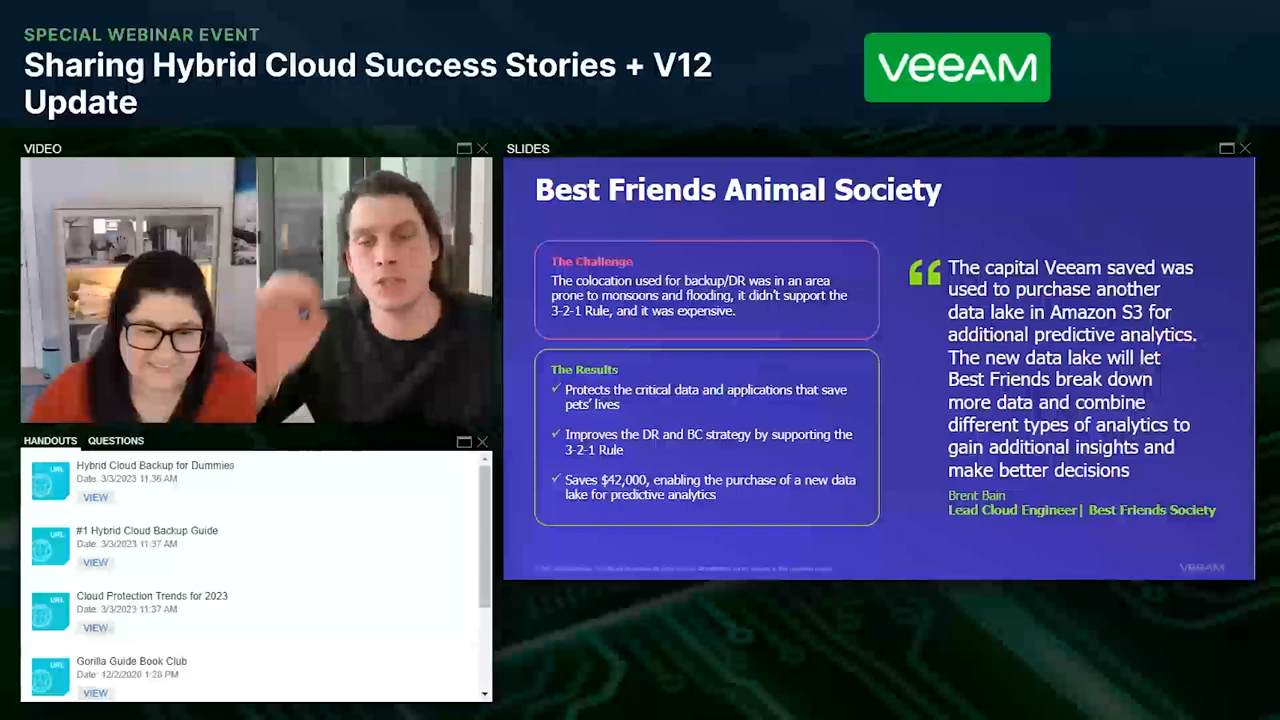 SPECIAL WEBINAR EVENT
Sharing Hybrid Cloud Success Stories + V12
Update
veeAM
VIDEO
SLIDES
Best Friends Animal Society
The Challenge
The colocation used for backup/DR was in an area
prone to monsoons and flooding, it didn't support the
3-2-1 Rule, and it was expensive.
The Results
✓ Protects the critical data and applications that save
pets' lives
✓ Improves the DR and BC strategy by supporting the
3-2-1 Rule
✓ Saves $42,000, enabling the purchase of a new data
lake for predictive analytics
“ The capital Veeam saved was
used to purchase another
data lake in Amazon S3 for
additional predictive analytics.
The new data lake will let
Best Friends break down
more data and combine
different types of analytics to
gain additional insights and
make better decisions
Brent Bain
Lead Cloud Engineer| Best Friends Society
veeAM
HANDOUTS QUESTIONS
URL
Hybrid Cloud Backup for Dummies
Date: 3/3/2023 11:36 AM
VIEW
URL
#1 Hybrid Cloud Backup Guide
Date: 3/3/2023 11:37 AM
VIEW
URL
Cloud Protection Trends for 2023
Date: 3/3/2023 11:37 AM
VIEW
URL
Gorilla Guide Book Club
Date: 12/2/2020 1:28 PM
VIEW